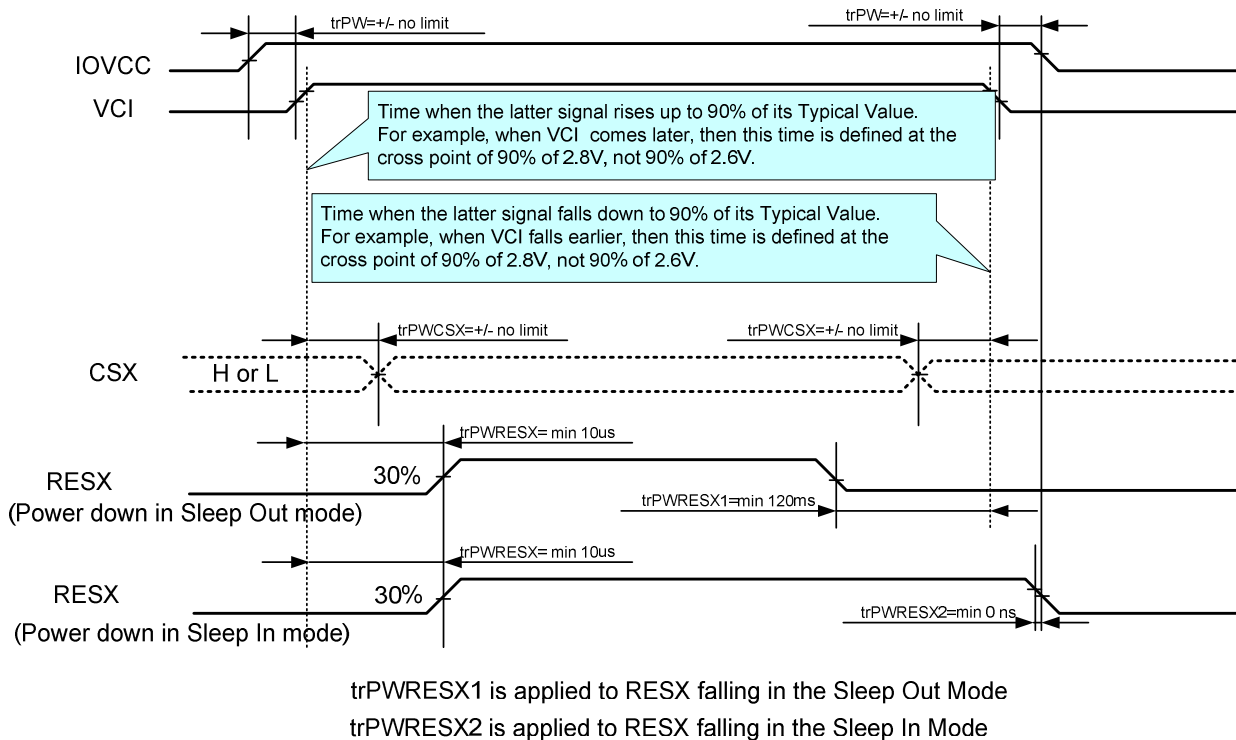 trPW=+/- no limit
trPW=+/- no limit
IOVCC
VCI
Time when the latter signal rises up to 90% of its Typical Value.
For example, when VCI comes later, then this time is defined at the
cross point of 90% of 2.8V, not 90% of 2.6V.
Time when the latter signal falls down to 90% of its Typical Value.
For example, when VCI falls earlier, then this time is defined at the
cross point of 90% of 2.8V, not 90% of 2.6V.
trPWCSX=+/- no limit
trPWCSX=+/- no limit
CSX
H or L
trPWRESX= min 10us
30%
RESX
(Power down in Sleep Out mode)
trPWRESX1=min 120ms
trPWRESX= min 10us
30%
RESX
(Power down in Sleep In mode)
trPWRESX2=min 0 ns
trPWRESX1 is applied to RESX falling in the Sleep Out Mode
trPWRESX2 is applied to RESX falling in the Sleep In Mode